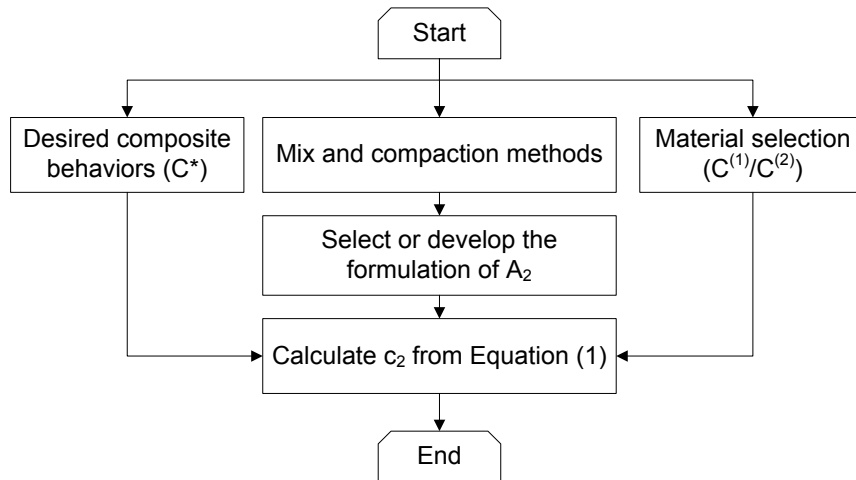 Start
Desired composite
behaviors (C*)
Mix and compaction methods
Material selection
(C⁽¹⁾/C⁽²⁾)
Select or develop the
formulation of A₂
Calculate c₂ from Equation (1)
End